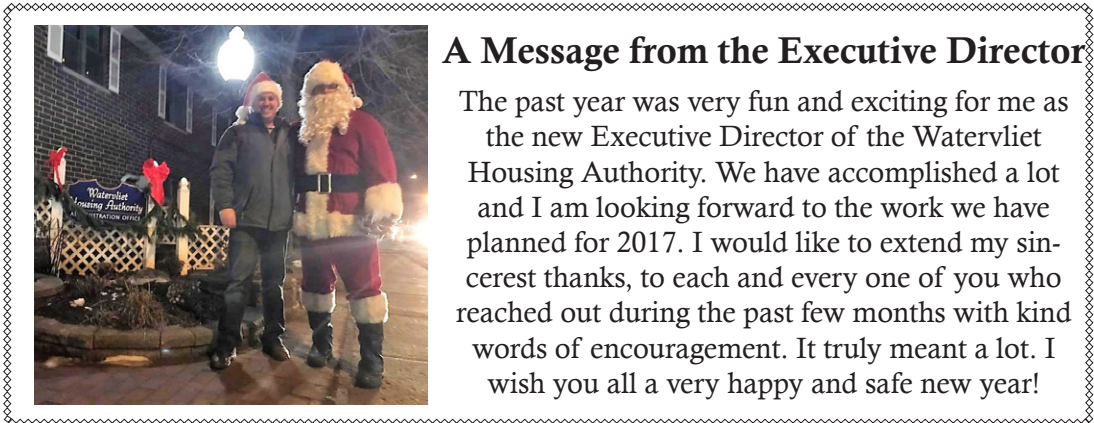 A Message from the Executive Director
The past year was very fun and exciting for me as
the new Executive Director of the Watervliet
Housing Authority. We have accomplished a lot
and I am looking forward to the work we have
planned for 2017. I would like to extend my sin-
cerest thanks, to each and every one of you who
reached out during the past few months with kind
words of encouragement. It truly meant a lot. I
wish you all a very happy and safe new year!
Watervliet
Housing Authority
OFFICE